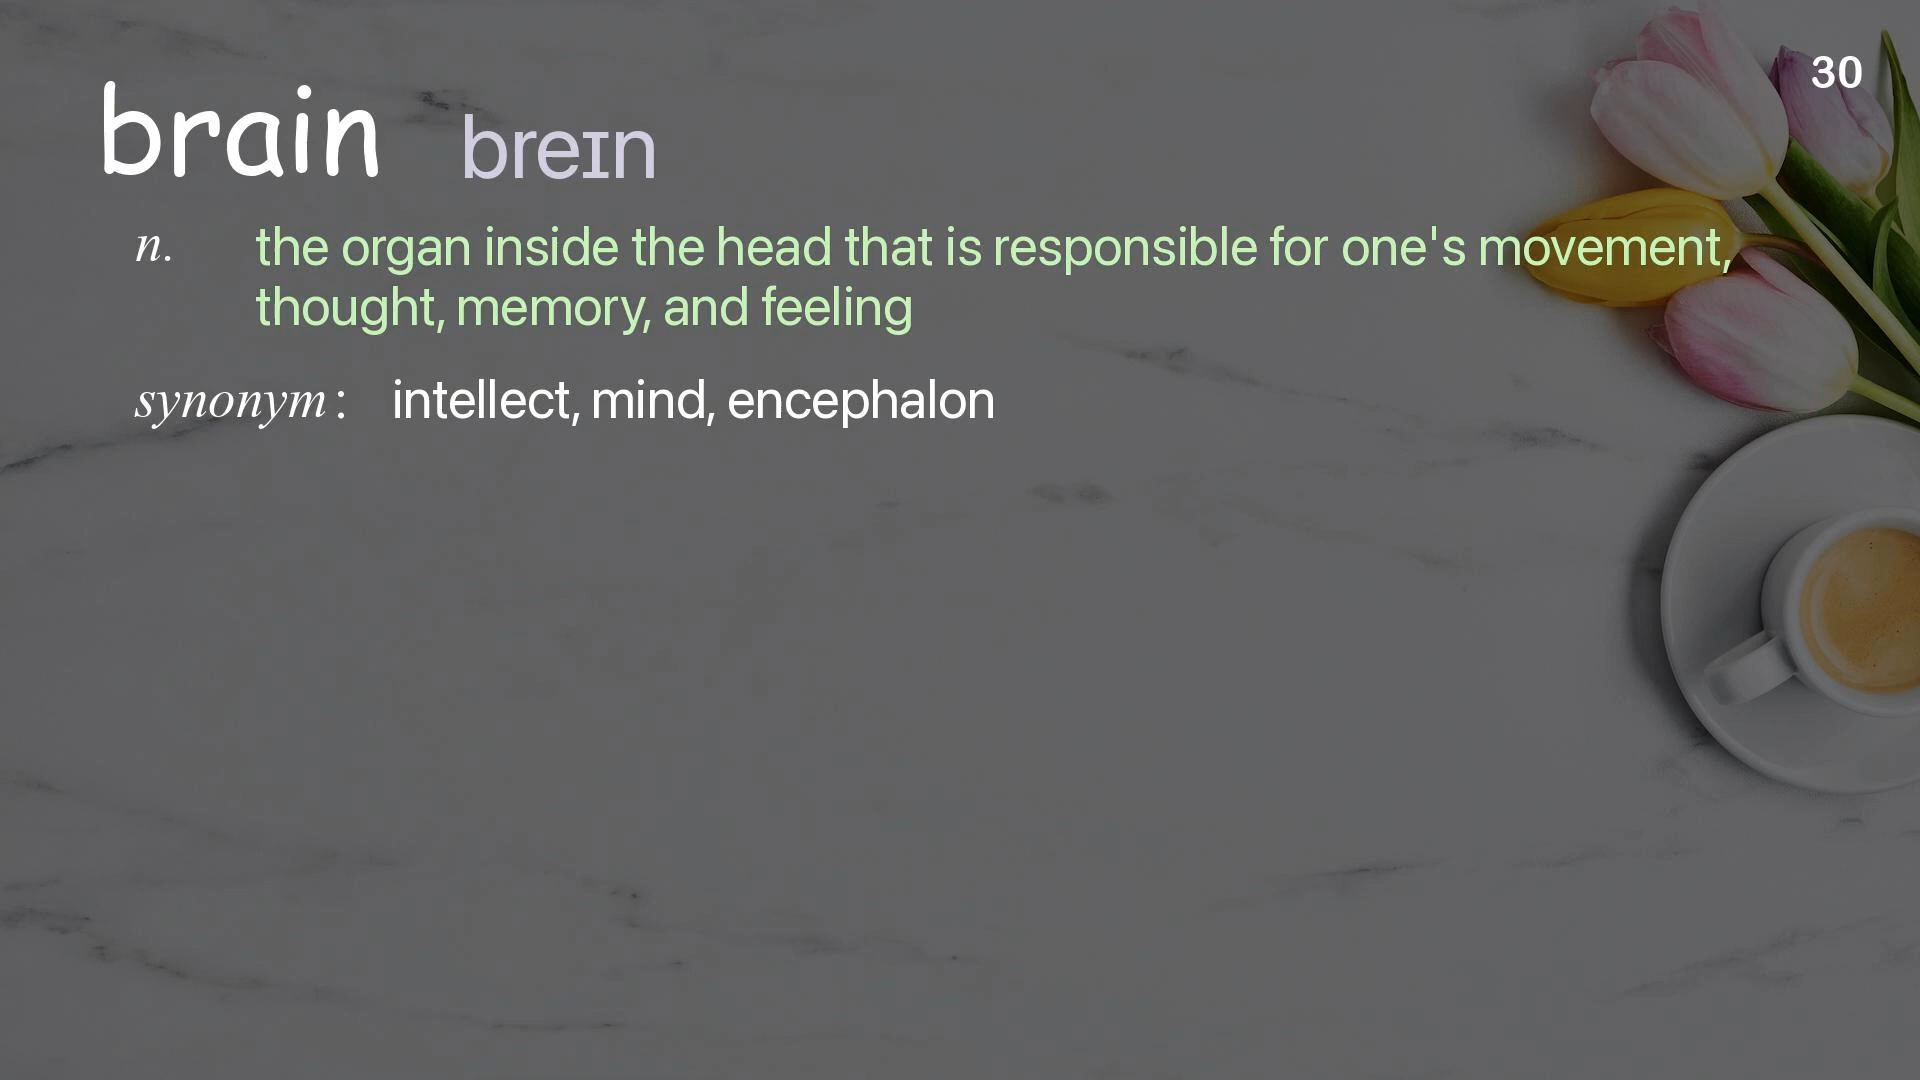 30
brain breɪn
n. the organ inside the head that is responsible for one's movement,
thought, memory, and feeling
synonym : intellect, mind, encephalon